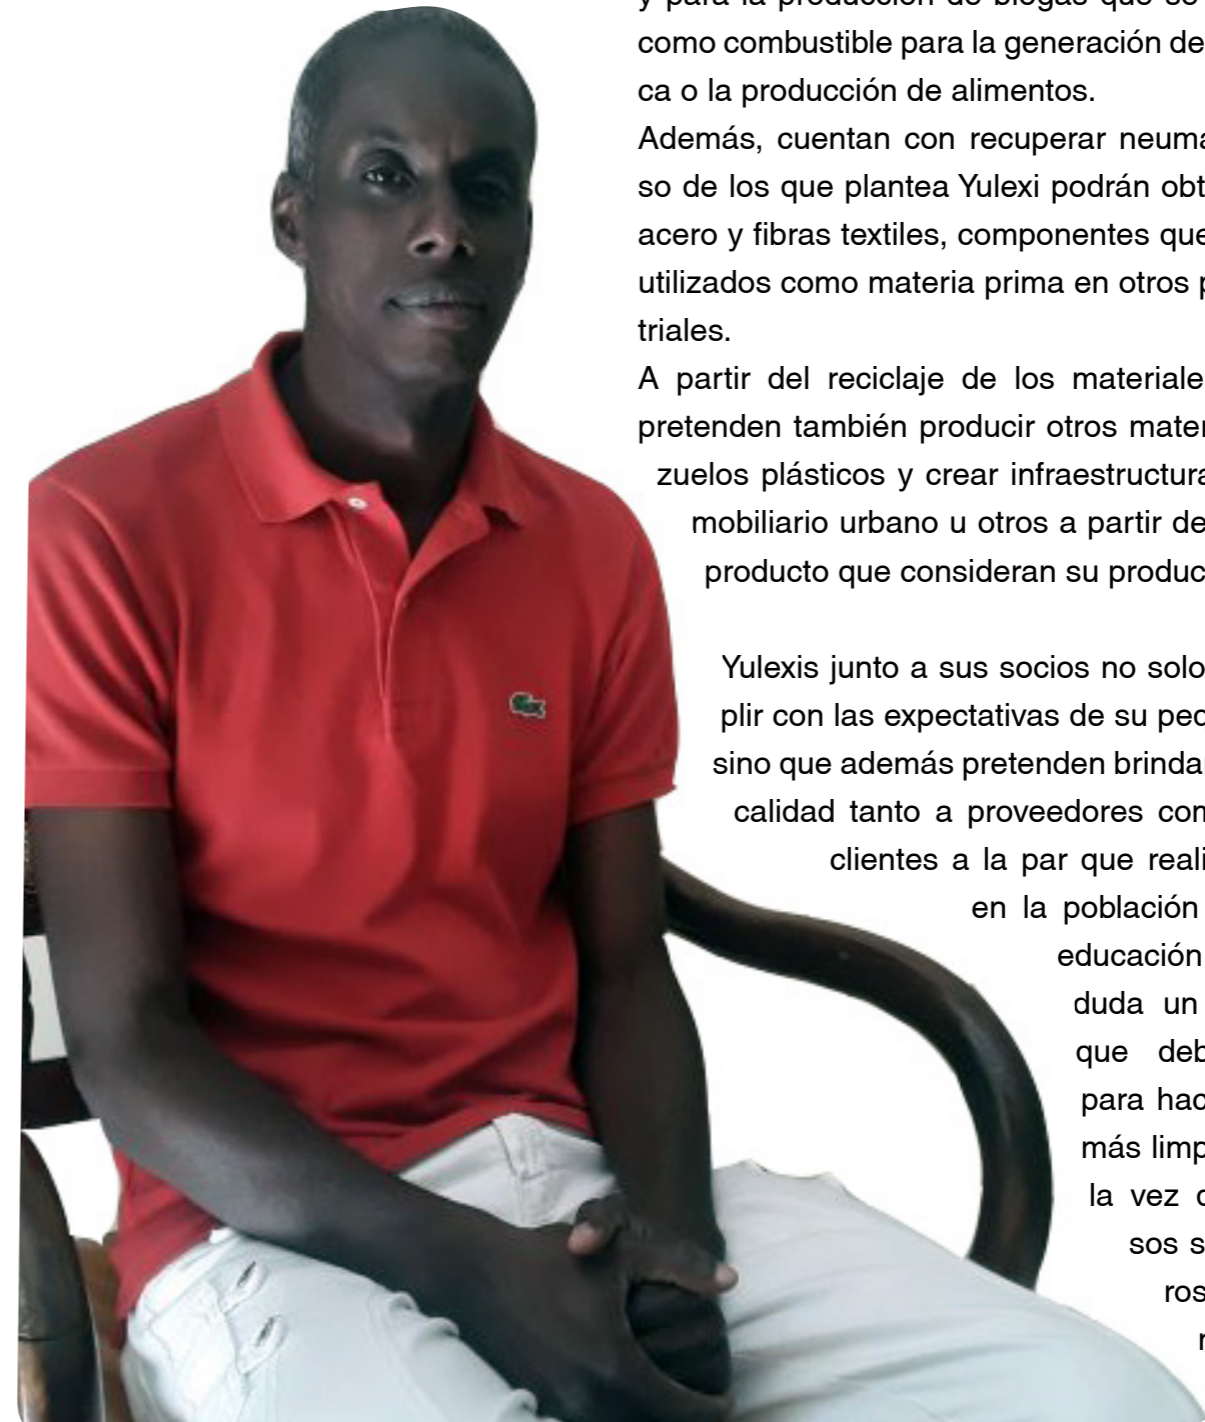 y para la producción de biogás que se
como combustible para la generación de
ca o la producción de alimentos.
Además, cuentan con recuperar neumá
so de los que plantea Yulexi podrán obt
acero y fibras textiles, componentes que
utilizados como materia prima en otros p
triales.
A partir del reciclaje de los materiale
pretenden también producir otros mater
zuelos plásticos y crear infraestructura
mobiliario urbano u otros a partir de
producto que consideran su produc
Yulexis junto a sus socios no solo
plir con las expectativas de su pec
sino que además pretenden brindar
calidad tanto a proveedores com
clientes a la par que reali
en la población
educación
duda un
que deb
para hac
más limp
la vez
sos s
ros